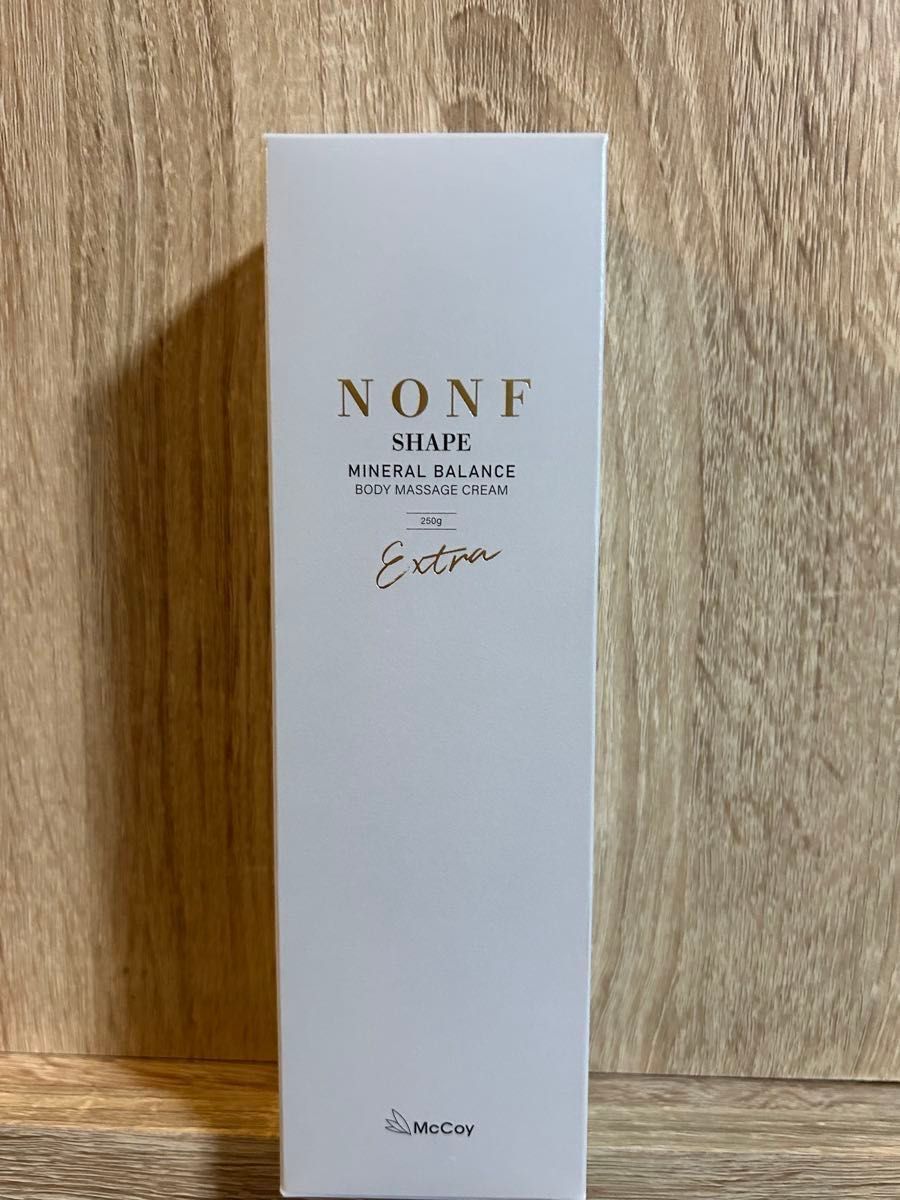 NONF
SHAPE
MINERAL BALANCE
BODY MASSAGE CREAM
250g
Extra
McCoy